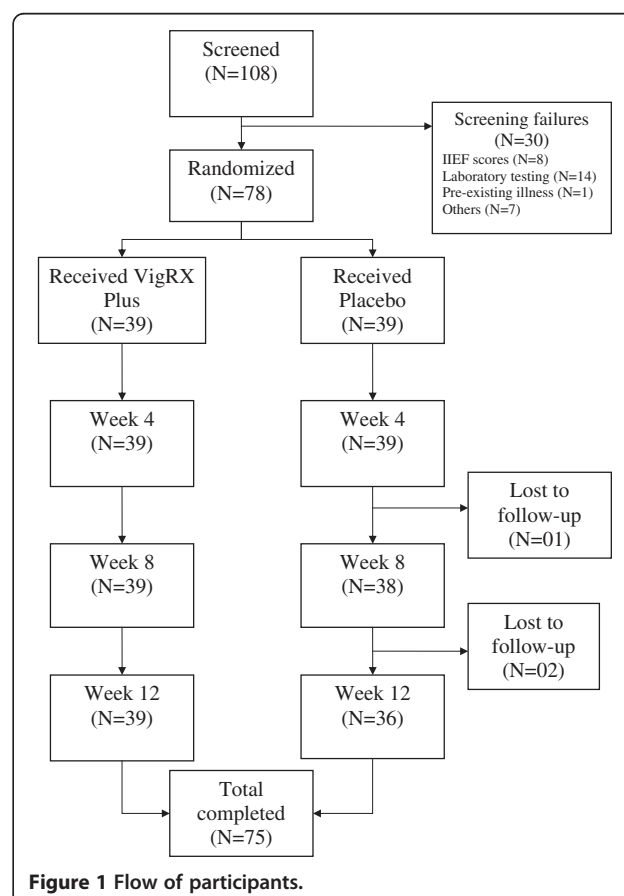 Screened
(N=108)
Screening failures
(N=30)
IIEF scores (N=8)
Laboratory testing (N=14)
Pre-existing illness (N=1)
Others (N=7)
Randomized
(N=78)
Received VigRX
Plus
(N=39)
Received
Placebo
(N=39)
Week 4
(N=39)
Week 4
(N=39)
Lost to
follow-up
(N=01)
Week 8
(N=39)
Week 8
(N=38)
Lost to
follow-up
(N=02)
Week 12
(N=39)
Week 12
(N=36)
Total
completed
(N=75)
Figure 1 Flow of participants.